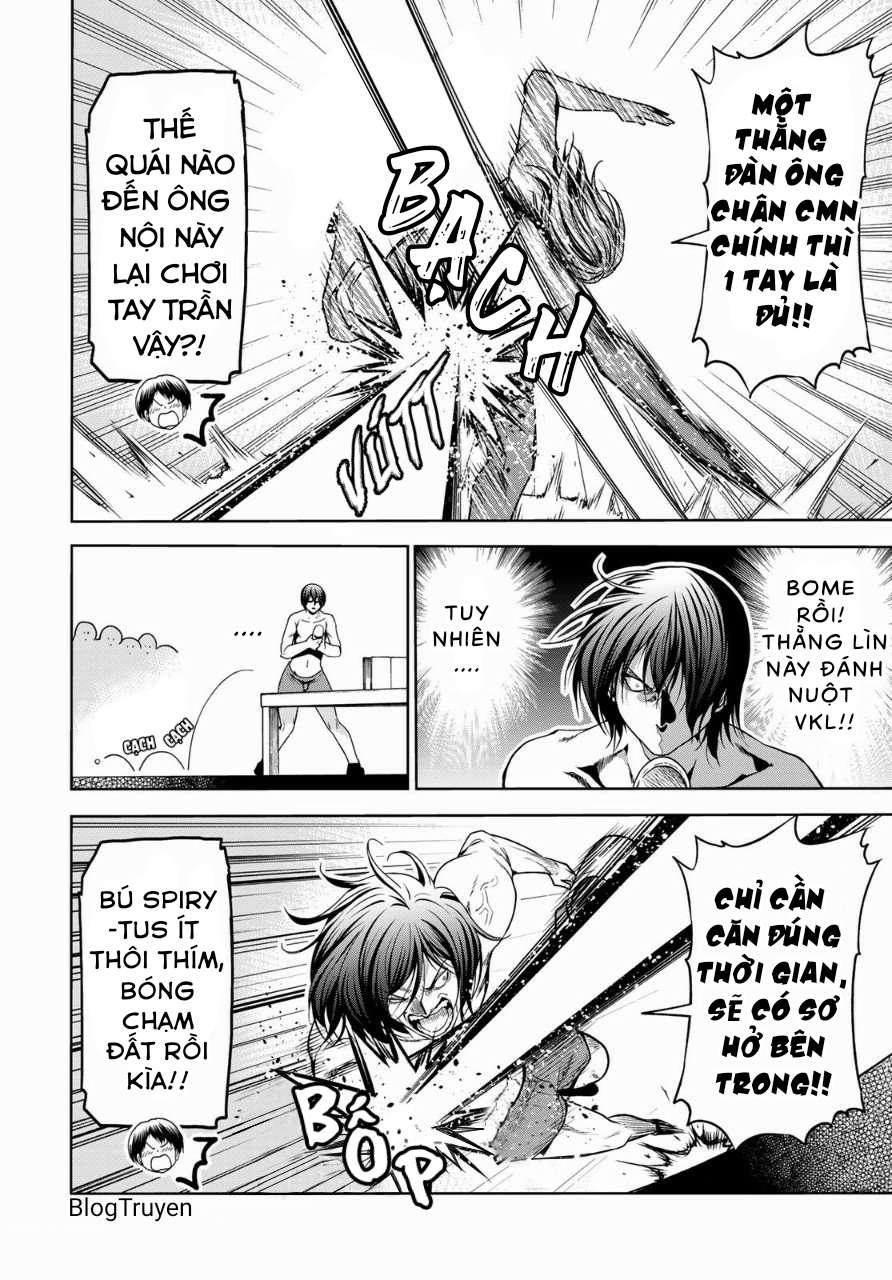 MỘT
THẰNG
ĐÀN ÔNG
CHÂN CMN
CHÍNH THÌ
1 TAY LÀ
ĐỦ!!
BẠCH
VÚTT
THẾ
QUÁI NÀO
ĐẾN ÔNG
NỘI NÀY
LẠI CHƠI
TAY TRẦN
VẬY?!
BOME
RỒI!
THẰNG LÌN
NÀY ĐÁNH
NUỘT
VKL!!
TUY
NHIÊN
....
....
CẠCH
CẠCH
CHỈ CẦN
CĂN ĐÚNG
THỜI GIAN,
SẼ CÓ SƠ
HỞ BÊN
TRONG!!
BÚ SPIRY
-TUS ÍT
THÔI THÍM,
BÓNG
CHẠM
ĐẤT RỒI
KÌA!!
BỐP
BlogTruyen